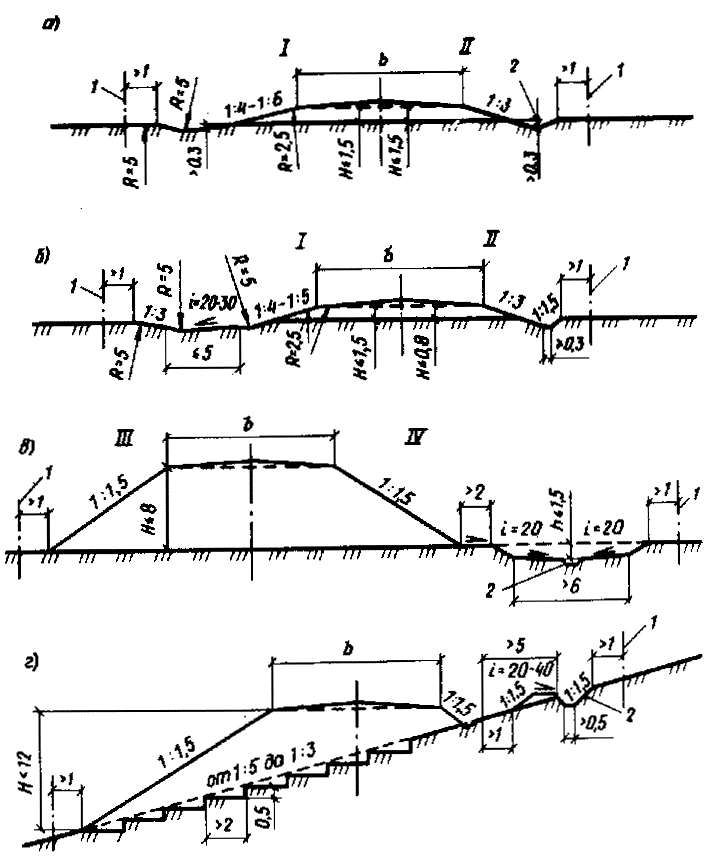 а)
I
II
b
1
>1
R=5
1:4-1:6
1:3
2
>1
1
R=5
>0,3
R=2,5
H≤1,5
H≤1,5
>0,3
б)
I
II
b
1
>1
1:3
R=5
i=20-30
R=5
1:4-1:5
1:3
1:1,5
>1
1
R=5
≤5
R=2,5
H≤1,5
H≤0,8
>0,3
в)
III
IV
b
1
>1
1:1,5
H≤8
1:1,5
>2
i=20
h≤1,5
i=20
>1
1
2
>6
г)
b
>5
i=20-40
>1
1
1:1,5
1:1,5
1:1,5
2
H<12
>1
1:1,5
от 1:5 до 1:3
>1
>0,5
>2
0,5